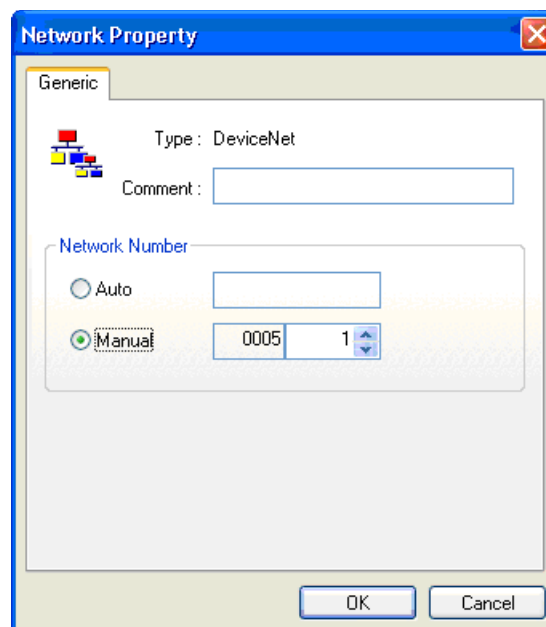 Network Property
Generic
Type : DeviceNet
Comment :
Network Number
Auto
Manual 0005 1
OK Cancel